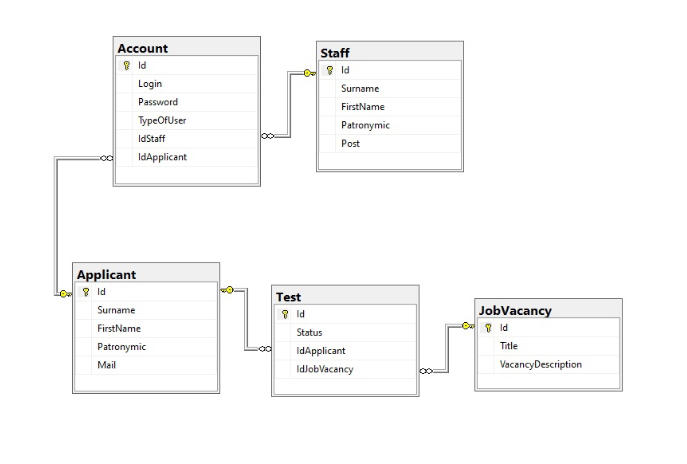 Account
Id
Login
Password
TypeOfUser
IdStaff
IdApplicant
Staff
Id
Surname
FirstName
Patronymic
Post
Applicant
Id
Surname
FirstName
Patronymic
Mail
Test
Id
Status
IdApplicant
IdJobVacancy
JobVacancy
Id
Title
VacancyDescription